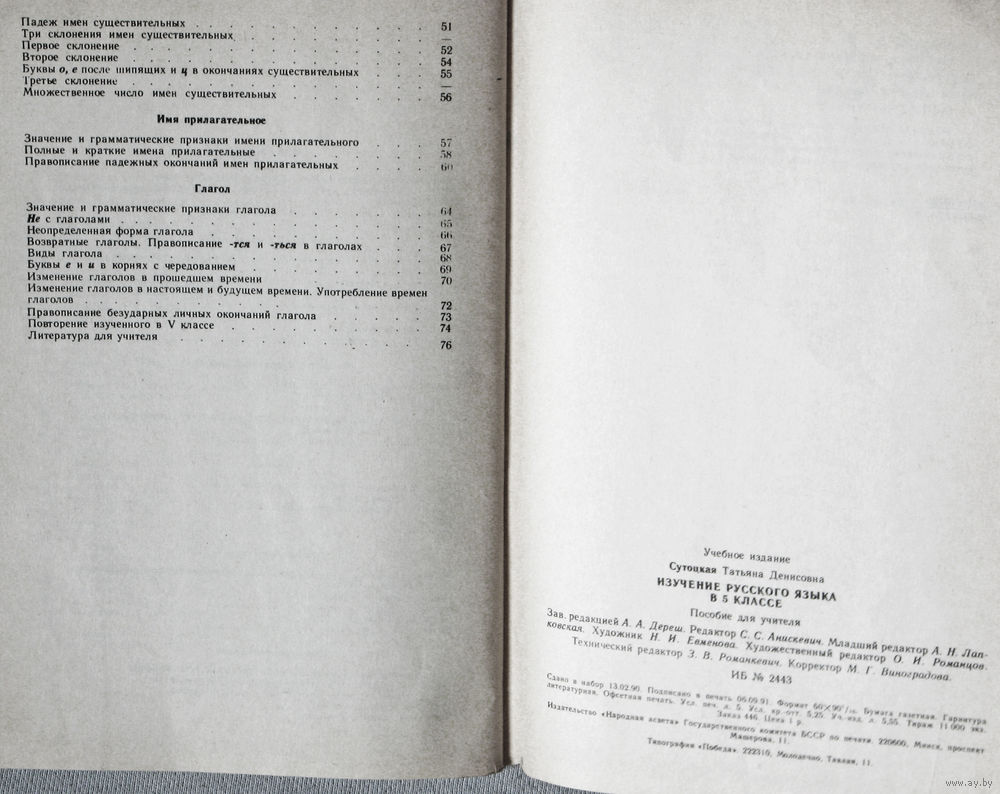 Падеж имен существительных . . . . . . . . . . 51
Три склонения имен существительных . . . . . . . . —
Первое склонение . . . . . . . . . . . . . 52
Второе склонение . . . . . . . . . . . . . 54
Буквы о, е после шипящих и ц в окончаниях существительных . . . 55
Третье склонение . . . . . . . . . . . . . —
Множественное число имен существительных . . . . . . 56
Имя прилагательное
Значение и грамматические признаки имени прилагательного . . . 57
Полные и краткие имена прилагательные . . . . . . . 58
Правописание падежных окончаний имен прилагательных . . . . 60
Глагол
Значение и грамматические признаки глагола . . . . . . 64
Не с глаголами . . . . . . . . . . . . . 65
Неопределенная форма глагола . . . . . . . . . . 66
Возвратные глаголы. Правописание -тся и -ться в глаголах . . . 67
Виды глагола . . . . . . . . . . . . . 68
Буквы е и и в корнях с чередованием . . . . . . . . 69
Изменение глаголов в прошедшем времени . . . . . . . 70
Изменение глаголов в настоящем и будущем времени. Употребление времен
глаголов . . . . . . . . . . . . . . 72
Правописание безударных личных окончаний глагола . . . . . 73
Повторение изученного в V классе . . . . . . . . . 74
Литература для учителя . . . . . . . . . . . 76
Учебное издание
Сутоцкая Татьяна Денисовна
ИЗУЧЕНИЕ РУССКОГО ЯЗЫКА
В 5 КЛАССЕ
Пособие для учителя
Зав. редакцией А. А. Дереш. Редактор С. С. Анискевич. Младший редактор А. Н. Лап-
ковская. Художник Н. И. Евменова. Художественный редактор О. И. Романцов.
Технический редактор З. В. Романкевич. Корректор М. Г. Виноградова.
ИБ № 2443
Сдано в набор 13.02.90. Подписано в печать 06.09.91. Формат 60×90¹/₁₆. Бумага газетная. Гарнитура
литературная. Офсетная печать. Усл. печ. л. 5. Усл. кр.-отт. 5,25. Уч.-изд. л. 5,55. Тираж 11 000 экз.
Заказ 446. Цена 1 р.
Издательство «Народная асвета» Государственного комитета БССР по печати. 220600, Минск, проспект
Машерова, 11.
Типография «Победа». 222310, Молодечно, Тавлая, 11.
www.ay.by